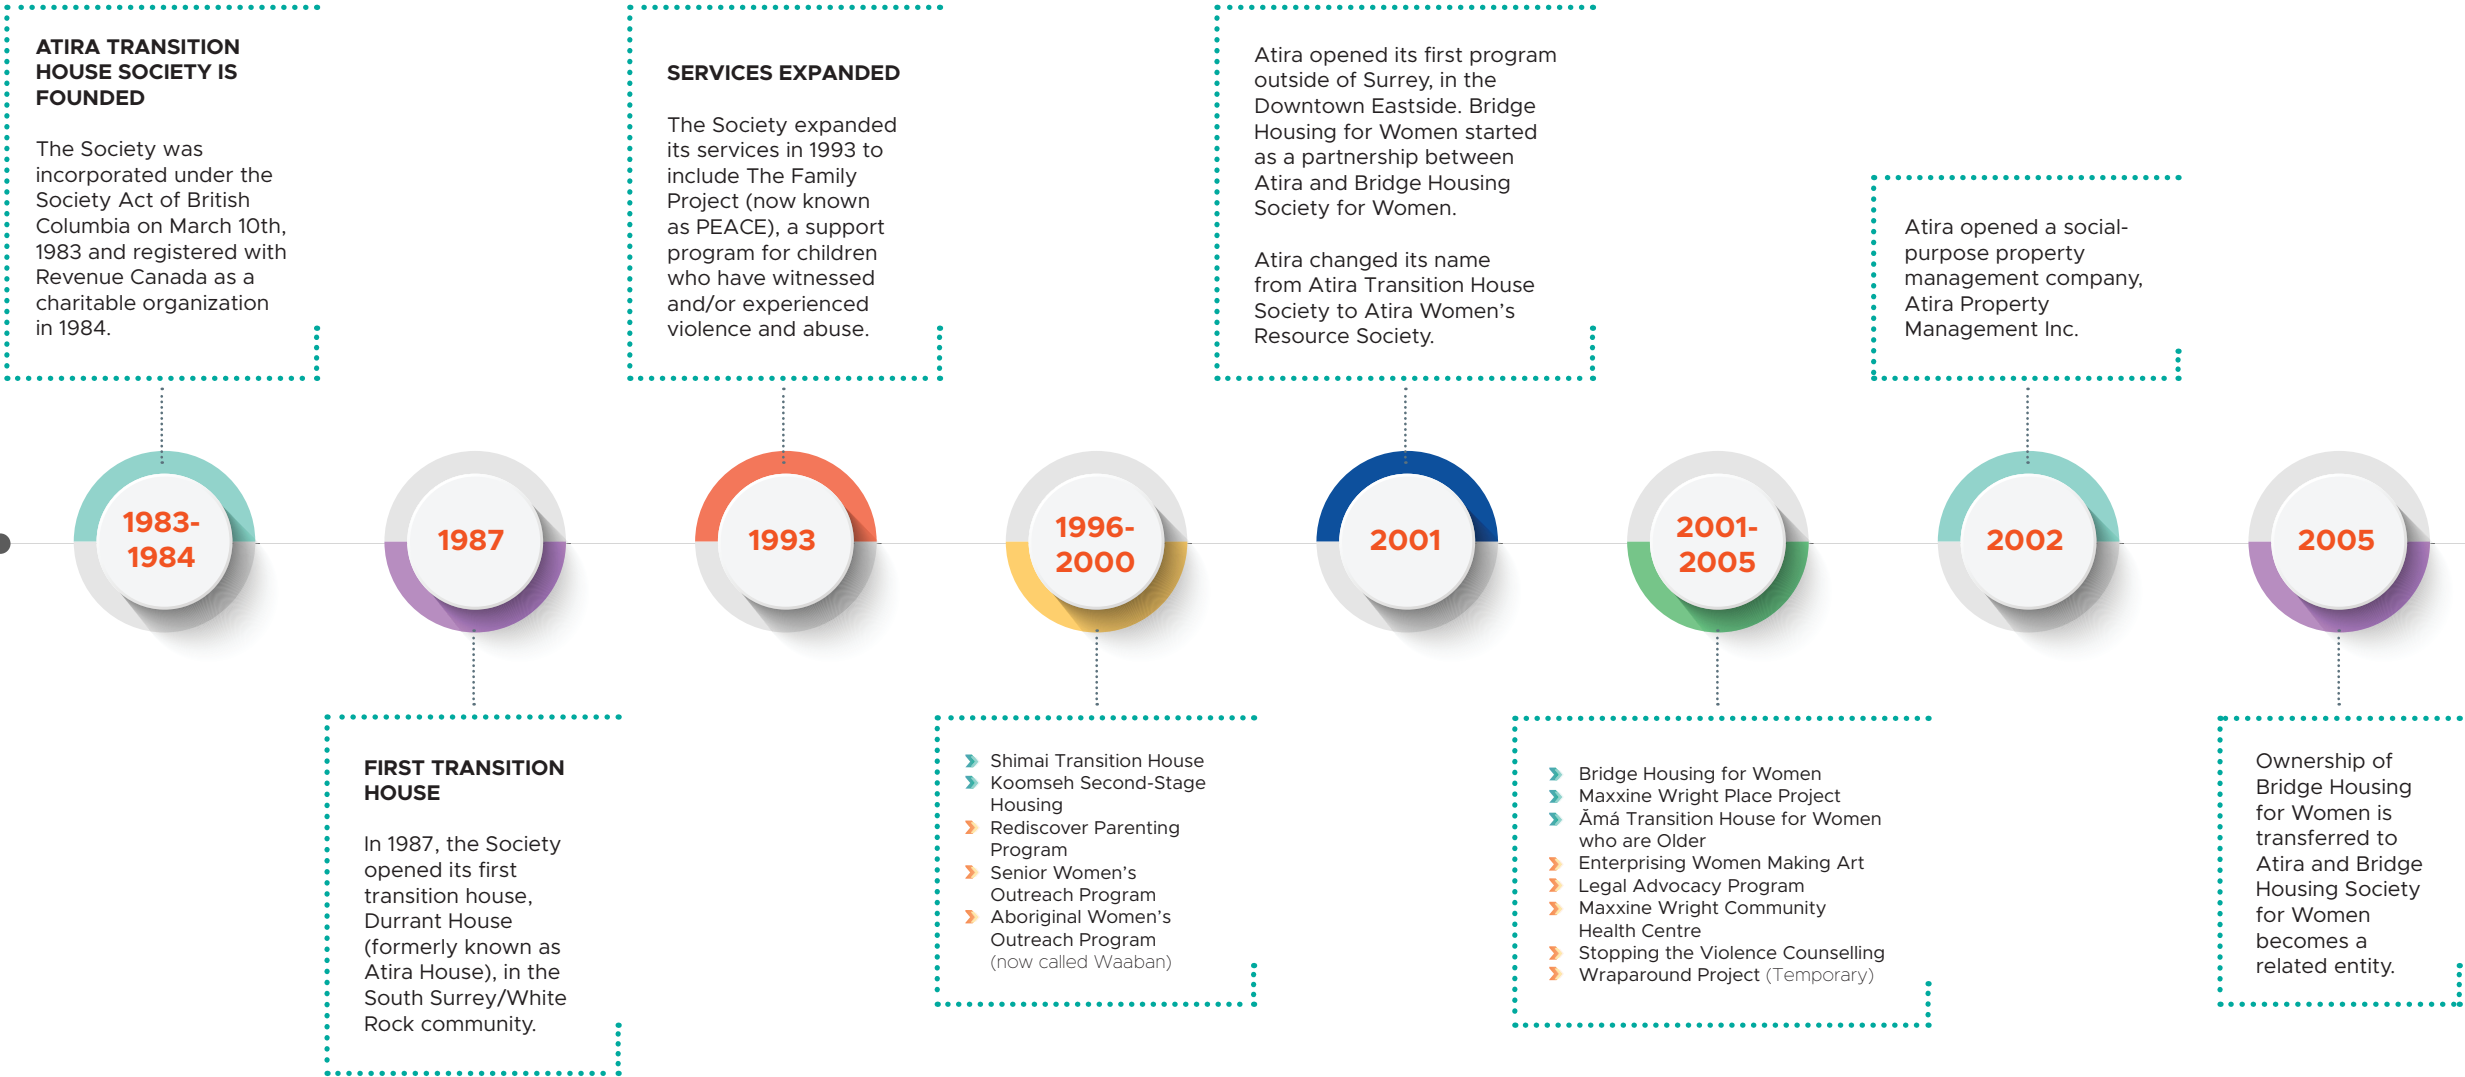 ATIRA TRANSITION
HOUSE SOCIETY IS
FOUNDED
The Society was
incorporated under the
Society Act of British
Columbia on March 10th,
1983 and registered with
Revenue Canada as a
charitable organization
in 1984.
1983-
1984
1987
FIRST TRANSITION
HOUSE
In 1987, the Society
opened its first
transition house,
Durrant House
(formerly known as
Atira House), in the
South Surrey/White
Rock community.
SERVICES EXPANDED
The Society expanded
its services in 1993 to
include The Family
Project (now known
as PEACE), a support
program for children
who have witnessed
and/or experienced
violence and abuse.
1993
1996-
2000
Shimai Transition House
Koomseh Second-Stage
Housing
Rediscover Parenting
Program
Senior Women's
Outreach Program
Aboriginal Women's
Outreach Program
(now called Waaban)
Atira opened its first program
outside of Surrey, in the
Downtown Eastside. Bridge
Housing for Women started
as a partnership between
Atira and Bridge Housing
Society for Women.
Atira changed its name
from Atira Transition House
Society to Atira Women's
Resource Society.
2001
2001-
2005
Bridge Housing for Women
Maxxine Wright Place Project
Ămá Transition House for Women
who are Older
Enterprising Women Making Art
Legal Advocacy Program
Maxxine Wright Community
Health Centre
Stopping the Violence Counselling
Wraparound Project (Temporary)
Atira opened a social-
purpose property
management company,
Atira Property
Management Inc.
2002
2005
Ownership of
Bridge Housing
for Women is
transferred to
Atira and Bridge
Housing Society
for Women
becomes a
related entity.